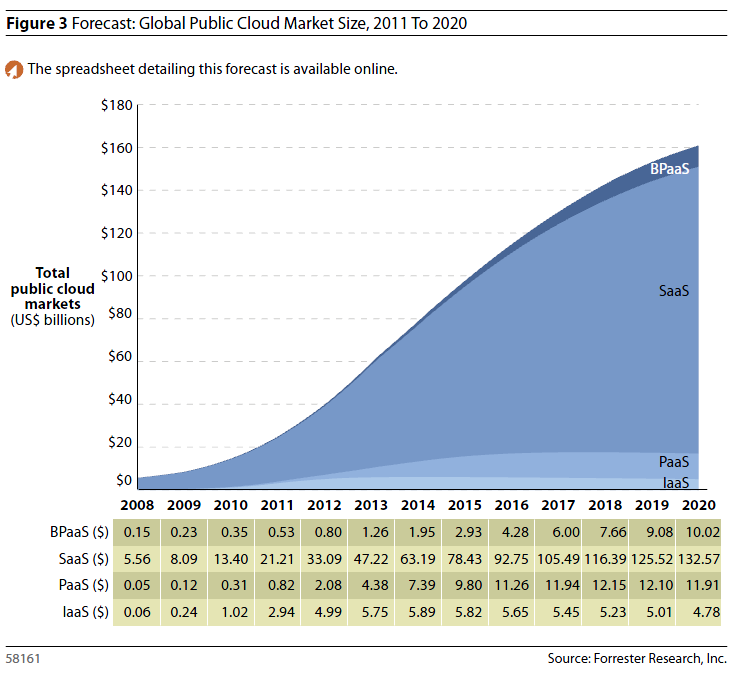 Figure 3 Forecast: Global Public Cloud Market Size, 2011 To 2020
The spreadsheet detailing this forecast is available online.
$180
$160
$140
$120
$100
$80
$60
$40
$20
$0
Total
public cloud
markets
(US$ billions)
BPaaS
SaaS
PaaS
IaaS
2008 2009 2010 2011 2012 2013 2014 2015 2016 2017 2018 2019 2020
BPaaS ($) 0.15 0.23 0.35 0.53 0.80 1.26 1.95 2.93 4.28 6.00 7.66 9.08 10.02
SaaS ($) 5.56 8.09 13.40 21.21 33.09 47.22 63.19 78.43 92.75 105.49 116.39 125.52 132.57
PaaS ($) 0.05 0.12 0.31 0.82 2.08 4.38 7.39 9.80 11.26 11.94 12.15 12.10 11.91
IaaS ($) 0.06 0.24 1.02 2.94 4.99 5.75 5.89 5.82 5.65 5.45 5.23 5.01 4.78
58161
Source: Forrester Research, Inc.